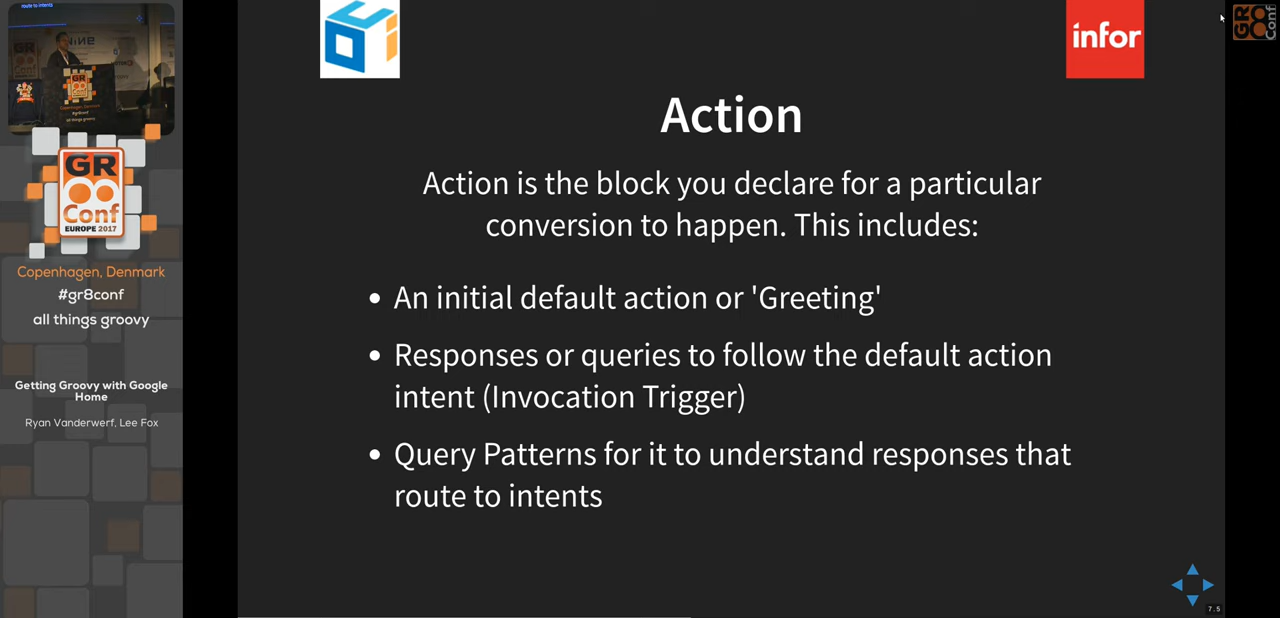 route to intents
GR
Conf
EUROPE 2017
Copenhagen, Denmark
#gr8conf
all things groovy
Getting Groovy with Google
Home
Ryan Vanderwerf, Lee Fox
infor
Action
Action is the block you declare for a particular
conversion to happen. This includes:
• An initial default action or 'Greeting'
• Responses or queries to follow the default action
intent (Invocation Trigger)
• Query Patterns for it to understand responses that
route to intents
7.5
GR
Conf